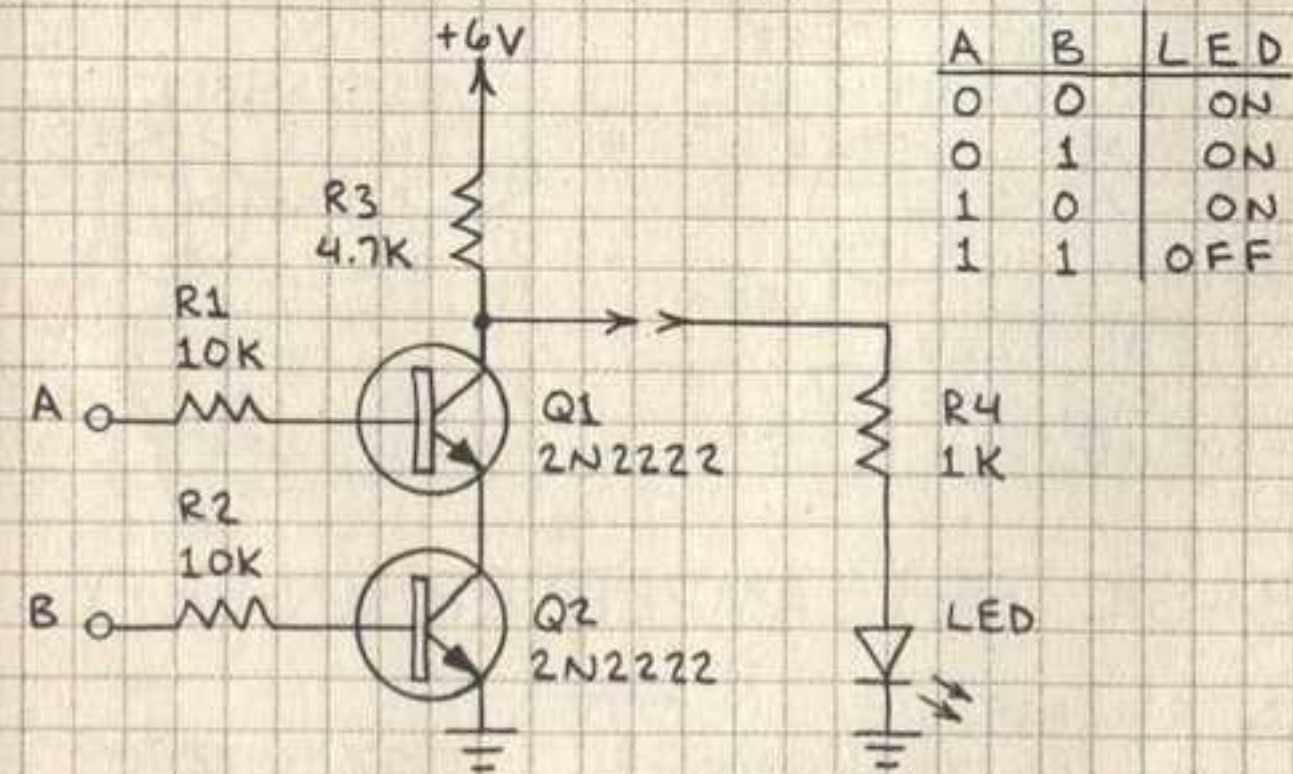 +6V
A B LED
0 0 ON
0 1 ON
1 0 ON
1 1 OFF
R3
4.7K
R1
10K
A
Q1
2N2222
R4
1K
R2
10K
B
Q2
2N2222
LED